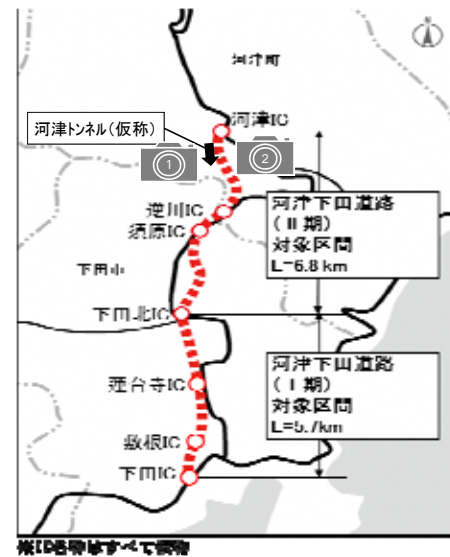 N
河津町
河津IC
河津トンネル(仮称)
①
②
逆川IC
須原IC
河津下田道路
(Ⅱ期)
対象区間
L=6.8 km
下田市
下田北IC
蓮台寺IC
河津下田道路
(Ⅰ期)
対象区間
L=5.7km
敷根IC
下田IC